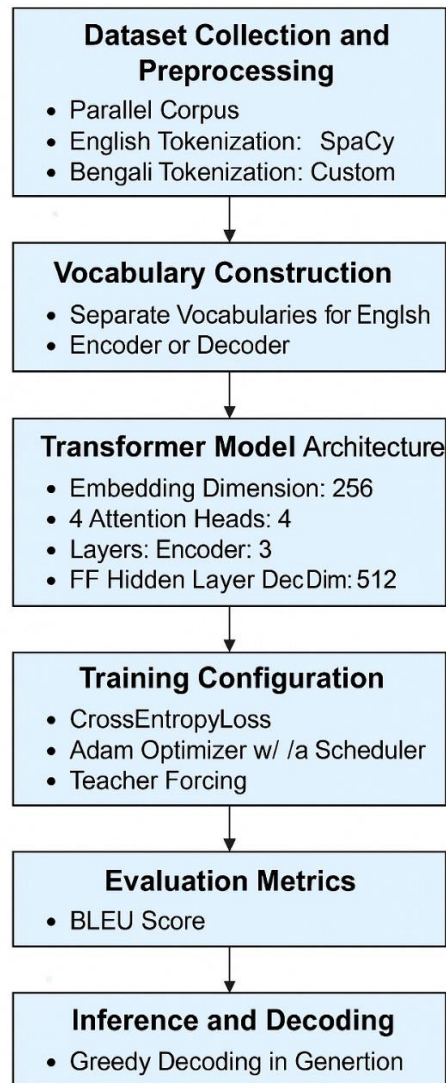 Dataset Collection and
Preprocessing
• Parallel Corpus
• English Tokenization: SpaCy
• Bengali Tokenization: Custom
Vocabulary Construction
• Separate Vocabularies for Englsh
• Encoder or Decoder
Transformer Model Architecture
• Embedding Dimension: 256
• 4 Attention Heads: 4
• Layers: Encoder: 3
• FF Hidden Layer DecDim: 512
Training Configuration
• CrossEntropyLoss
• Adam Optimizer w/ /a Scheduler
• Teacher Forcing
Evaluation Metrics
• BLEU Score
Inference and Decoding
• Greedy Decoding in Genertion